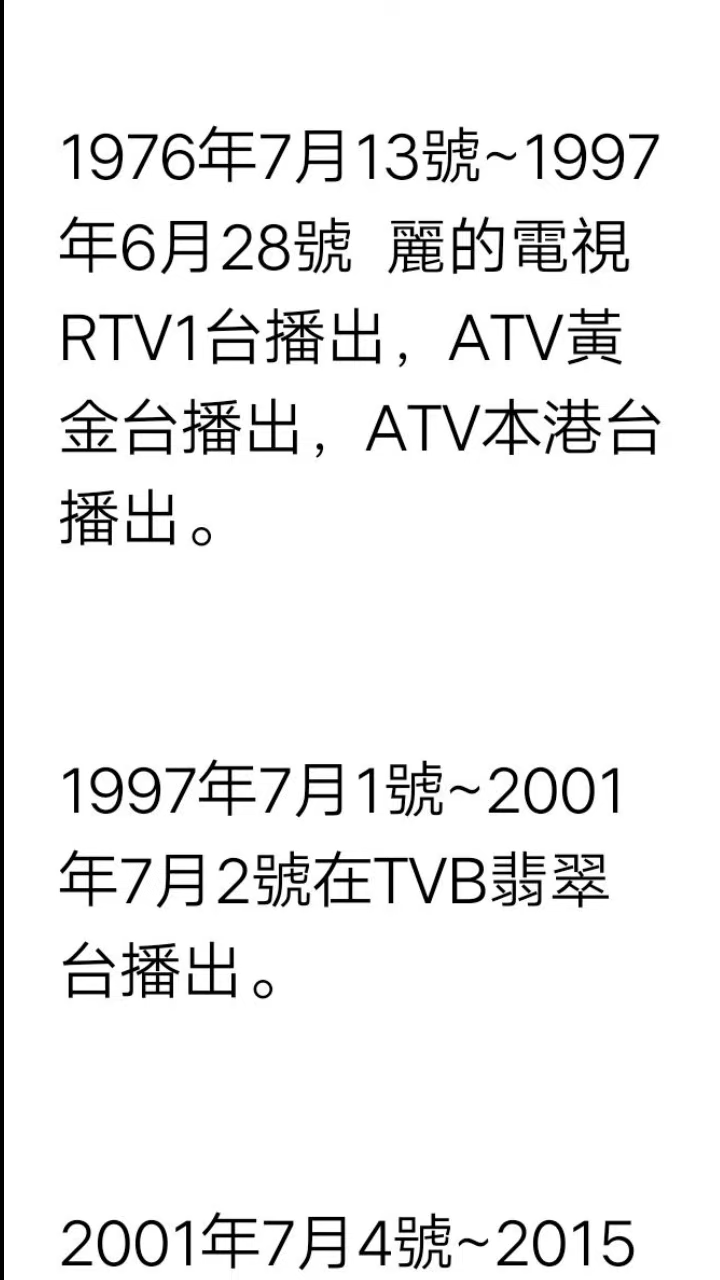 1976年7月13號~1997
年6月28號 麗的電視
RTV1台播出，ATV黃
金台播出，ATV本港台
播出。
1997年7月1號~2001
年7月2號在TVB翡翠
台播出。
2001年7月4號~2015